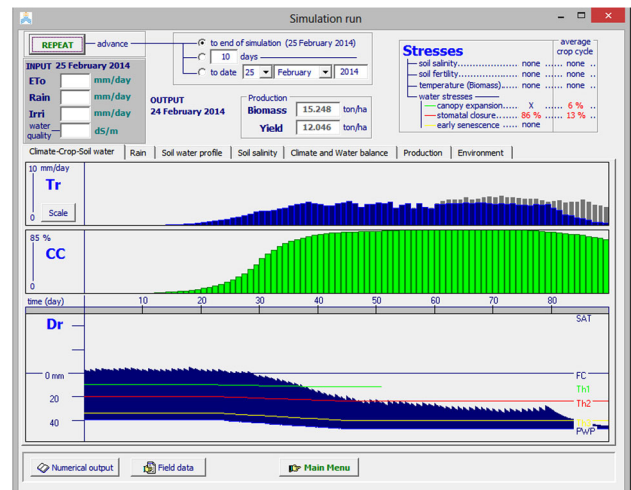 Simulation run
REPEAT
advance
to end of simulation (25 February 2014)
10 days
to date 25 February 2014
INPUT 25 February 2014
ETo mm/day
Rain mm/day
Irri mm/day
water quality dS/m
OUTPUT
24 February 2014
Production
Biomass 15.248 ton/ha
Yield 12.046 ton/ha
Stresses
average
crop cycle
soil salinity....... none ...... none ..
soil fertility....... none ...... none ..
temperature (Biomass).... none ...... none ..
water stresses
canopy expansion..... X ...... 6 % ..
stomatal closure....... 86 % ...... 13 % ..
early senescence ...... none
Climate-Crop-Soil water Rain Soil water profile Soil salinity Climate and Water balance Production Environment
10 mm/day
Tr
0
Scale
85 %
CC
0
time (day) 10 20 30 40 50 60 70 80
Dr
SAT
0 mm
FC
Th1
20
Th2
40
PWP
Numerical output Field data Main Menu